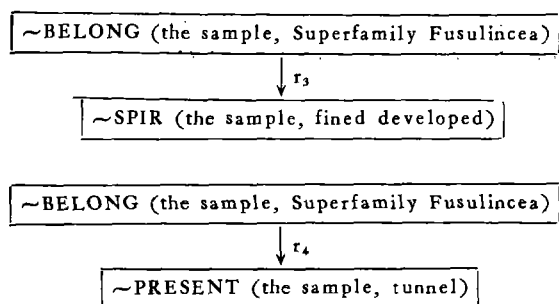 ~BELONG (the sample, Superfamily Fusulincea)
r₃
~SPIR (the sample, fined developed)
~BELONG (the sample, Superfamily Fusulincea)
r₄
~PRESENT (the sample, tunnel)